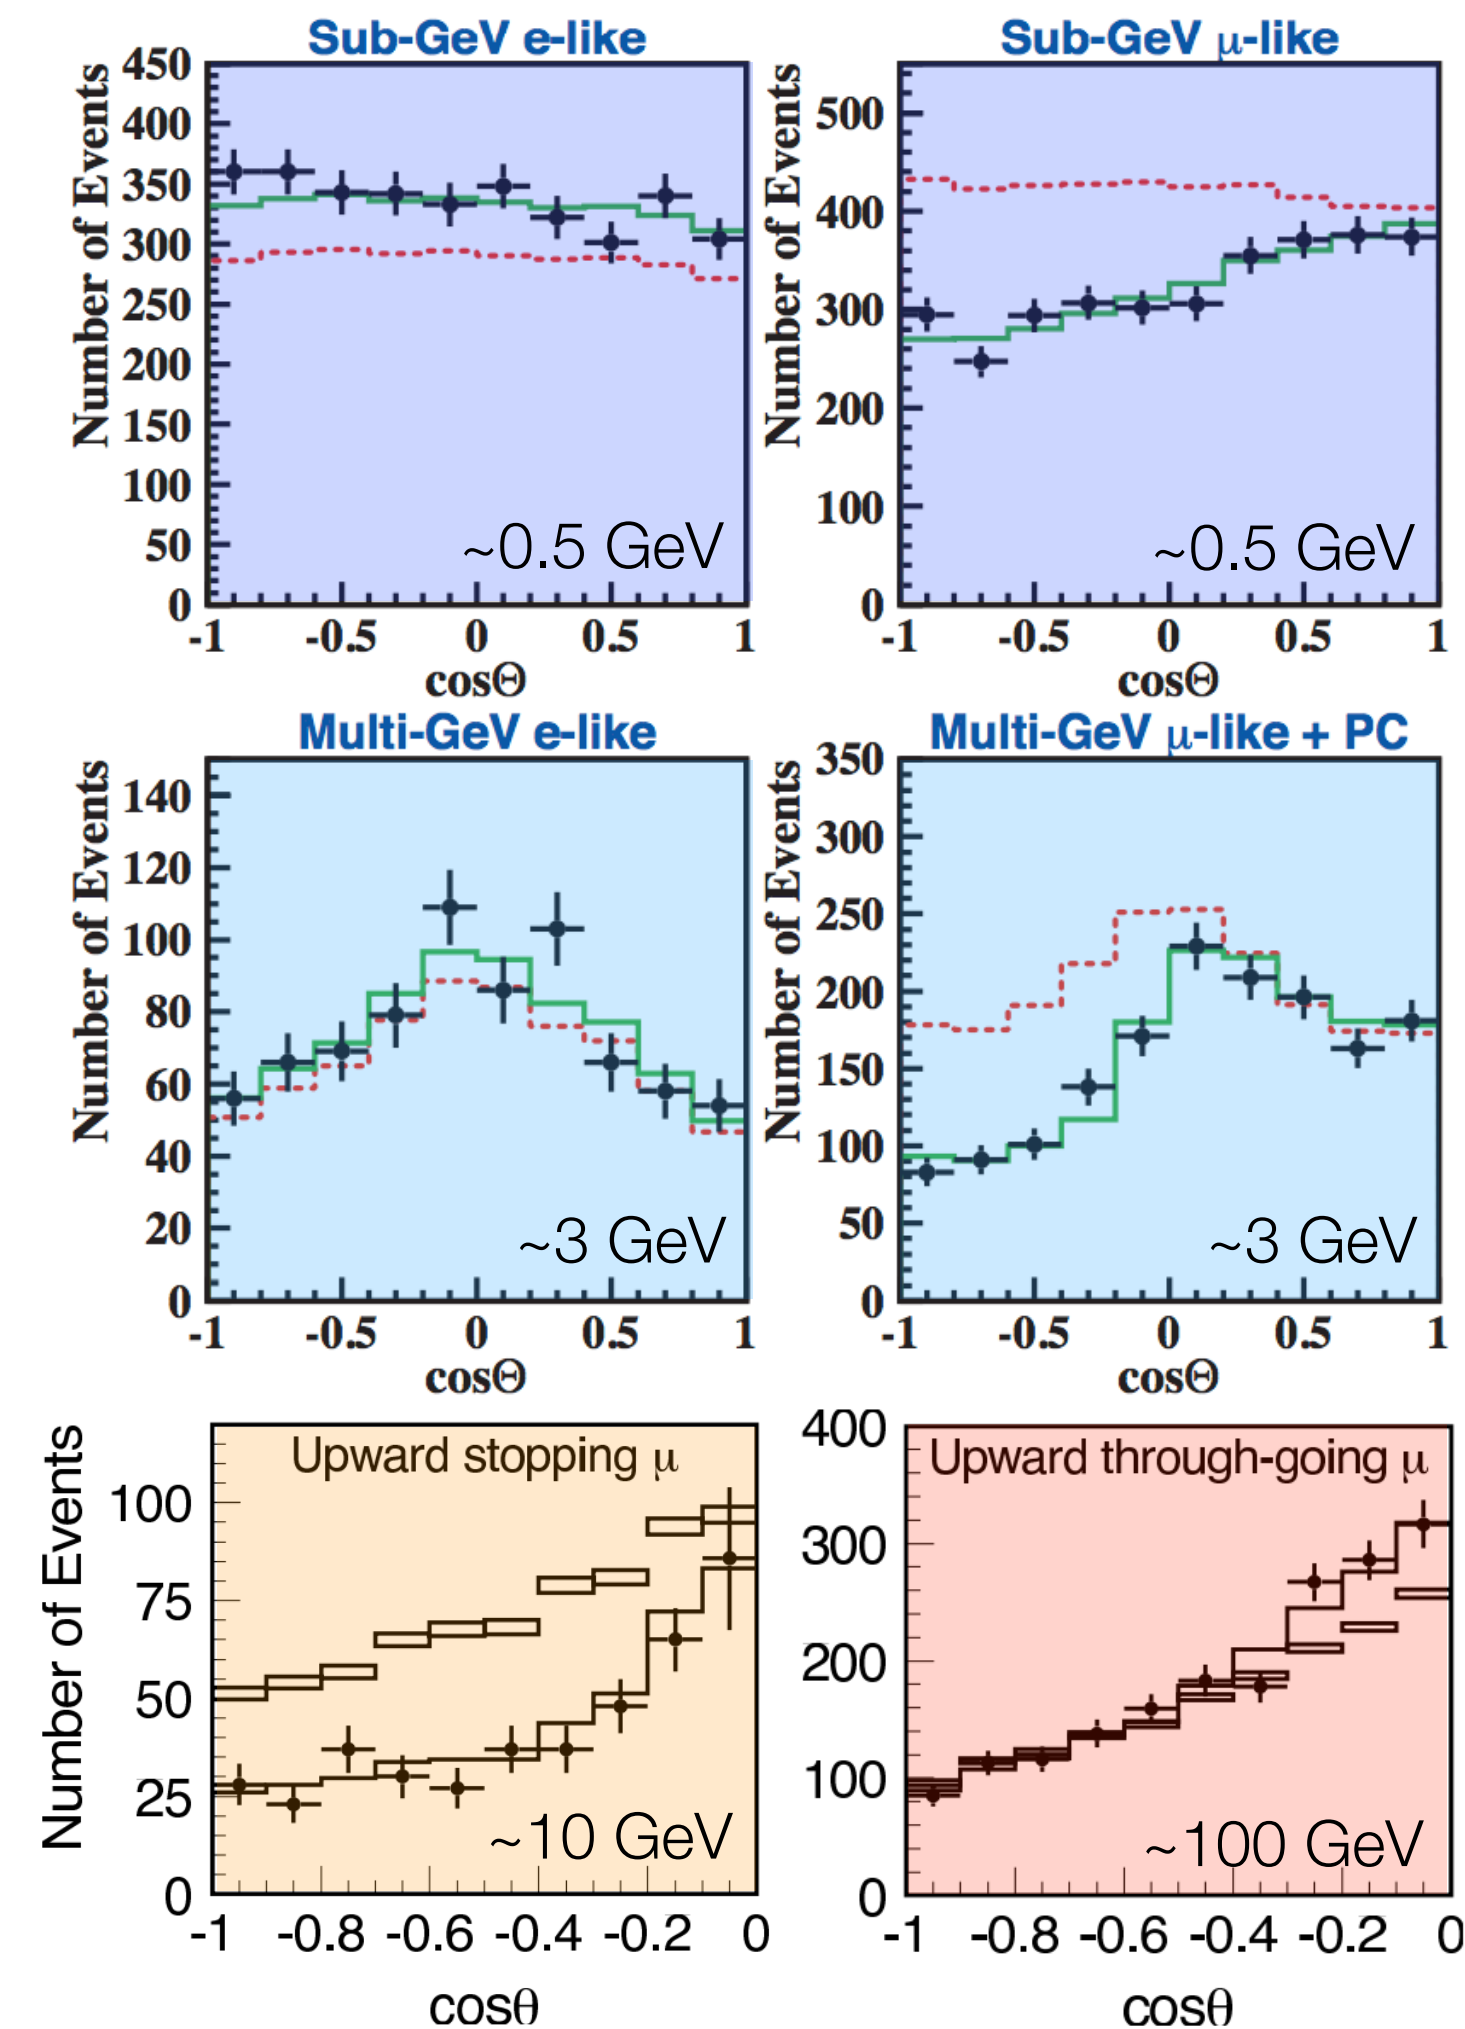 Sub-GeV e-like
Number of Events
450
400
350
300
250
200
150
100
50
0
~0.5 GeV
-1 -0.5 0 0.5 1
cosΘ
Sub-GeV μ-like
Number of Events
500
400
300
200
100
0
~0.5 GeV
-1 -0.5 0 0.5 1
cosΘ
Multi-GeV e-like
Number of Events
140
120
100
80
60
40
20
0
~3 GeV
-1 -0.5 0 0.5 1
cosΘ
Multi-GeV μ-like + PC
Number of Events
350
300
250
200
150
100
50
0
~3 GeV
-1 -0.5 0 0.5 1
cosΘ
Upward stopping μ
Number of Events
100
75
50
25
0
~10 GeV
-1 -0.8 -0.6 -0.4 -0.2 0
cosθ
Upward through-going μ
400
300
200
100
0
~100 GeV
-1 -0.8 -0.6 -0.4 -0.2 0
cosθ